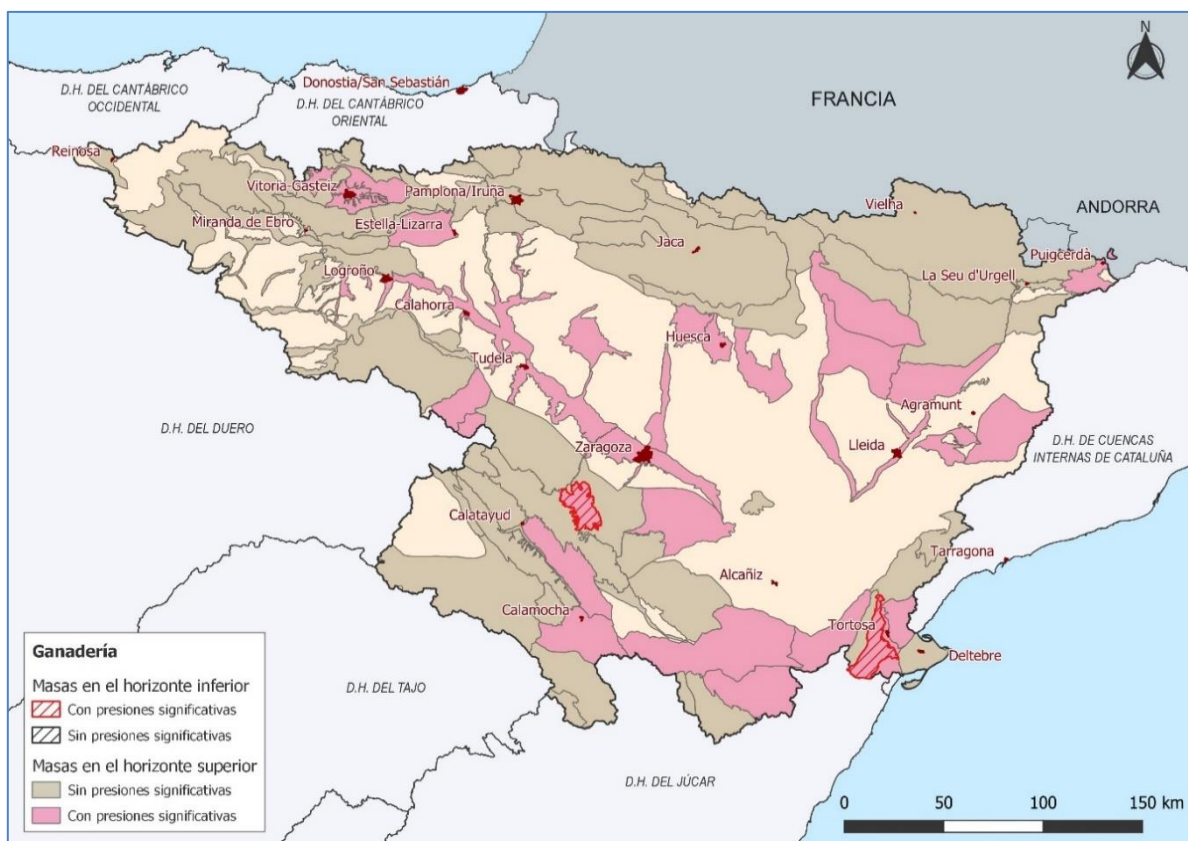 N
Donostia/San Sebastián
D.H. DEL CANTÁBRICO
OCCIDENTAL
D.H. DEL CANTÁBRICO
ORIENTAL
FRANCIA
Reinosa
Vitoria-Gasteiz
Pamplona/Iruña
Vielha
ANDORRA
Miranda de Ebro
Estella-Lizarra
Jaca
Puigcerdà
La Seu d'Urgell
Logroño
Calahorra
Huesca
Tudela
Agramunt
D.H. DEL DUERO
Zaragoza
Lleida
D.H. DE CUENCAS
INTERNAS DE CATALUÑA
Calatayud
Tarragona
Alcañiz
Calamocha
Tortosa
Deltebre
Ganadería
Masas en el horizonte inferior
Con presiones significativas
Sin presiones significativas
Masas en el horizonte superior
Sin presiones significativas
Con presiones significativas
D.H. DEL TAJO
D.H. DEL JÚCAR
0 50 100 150 km